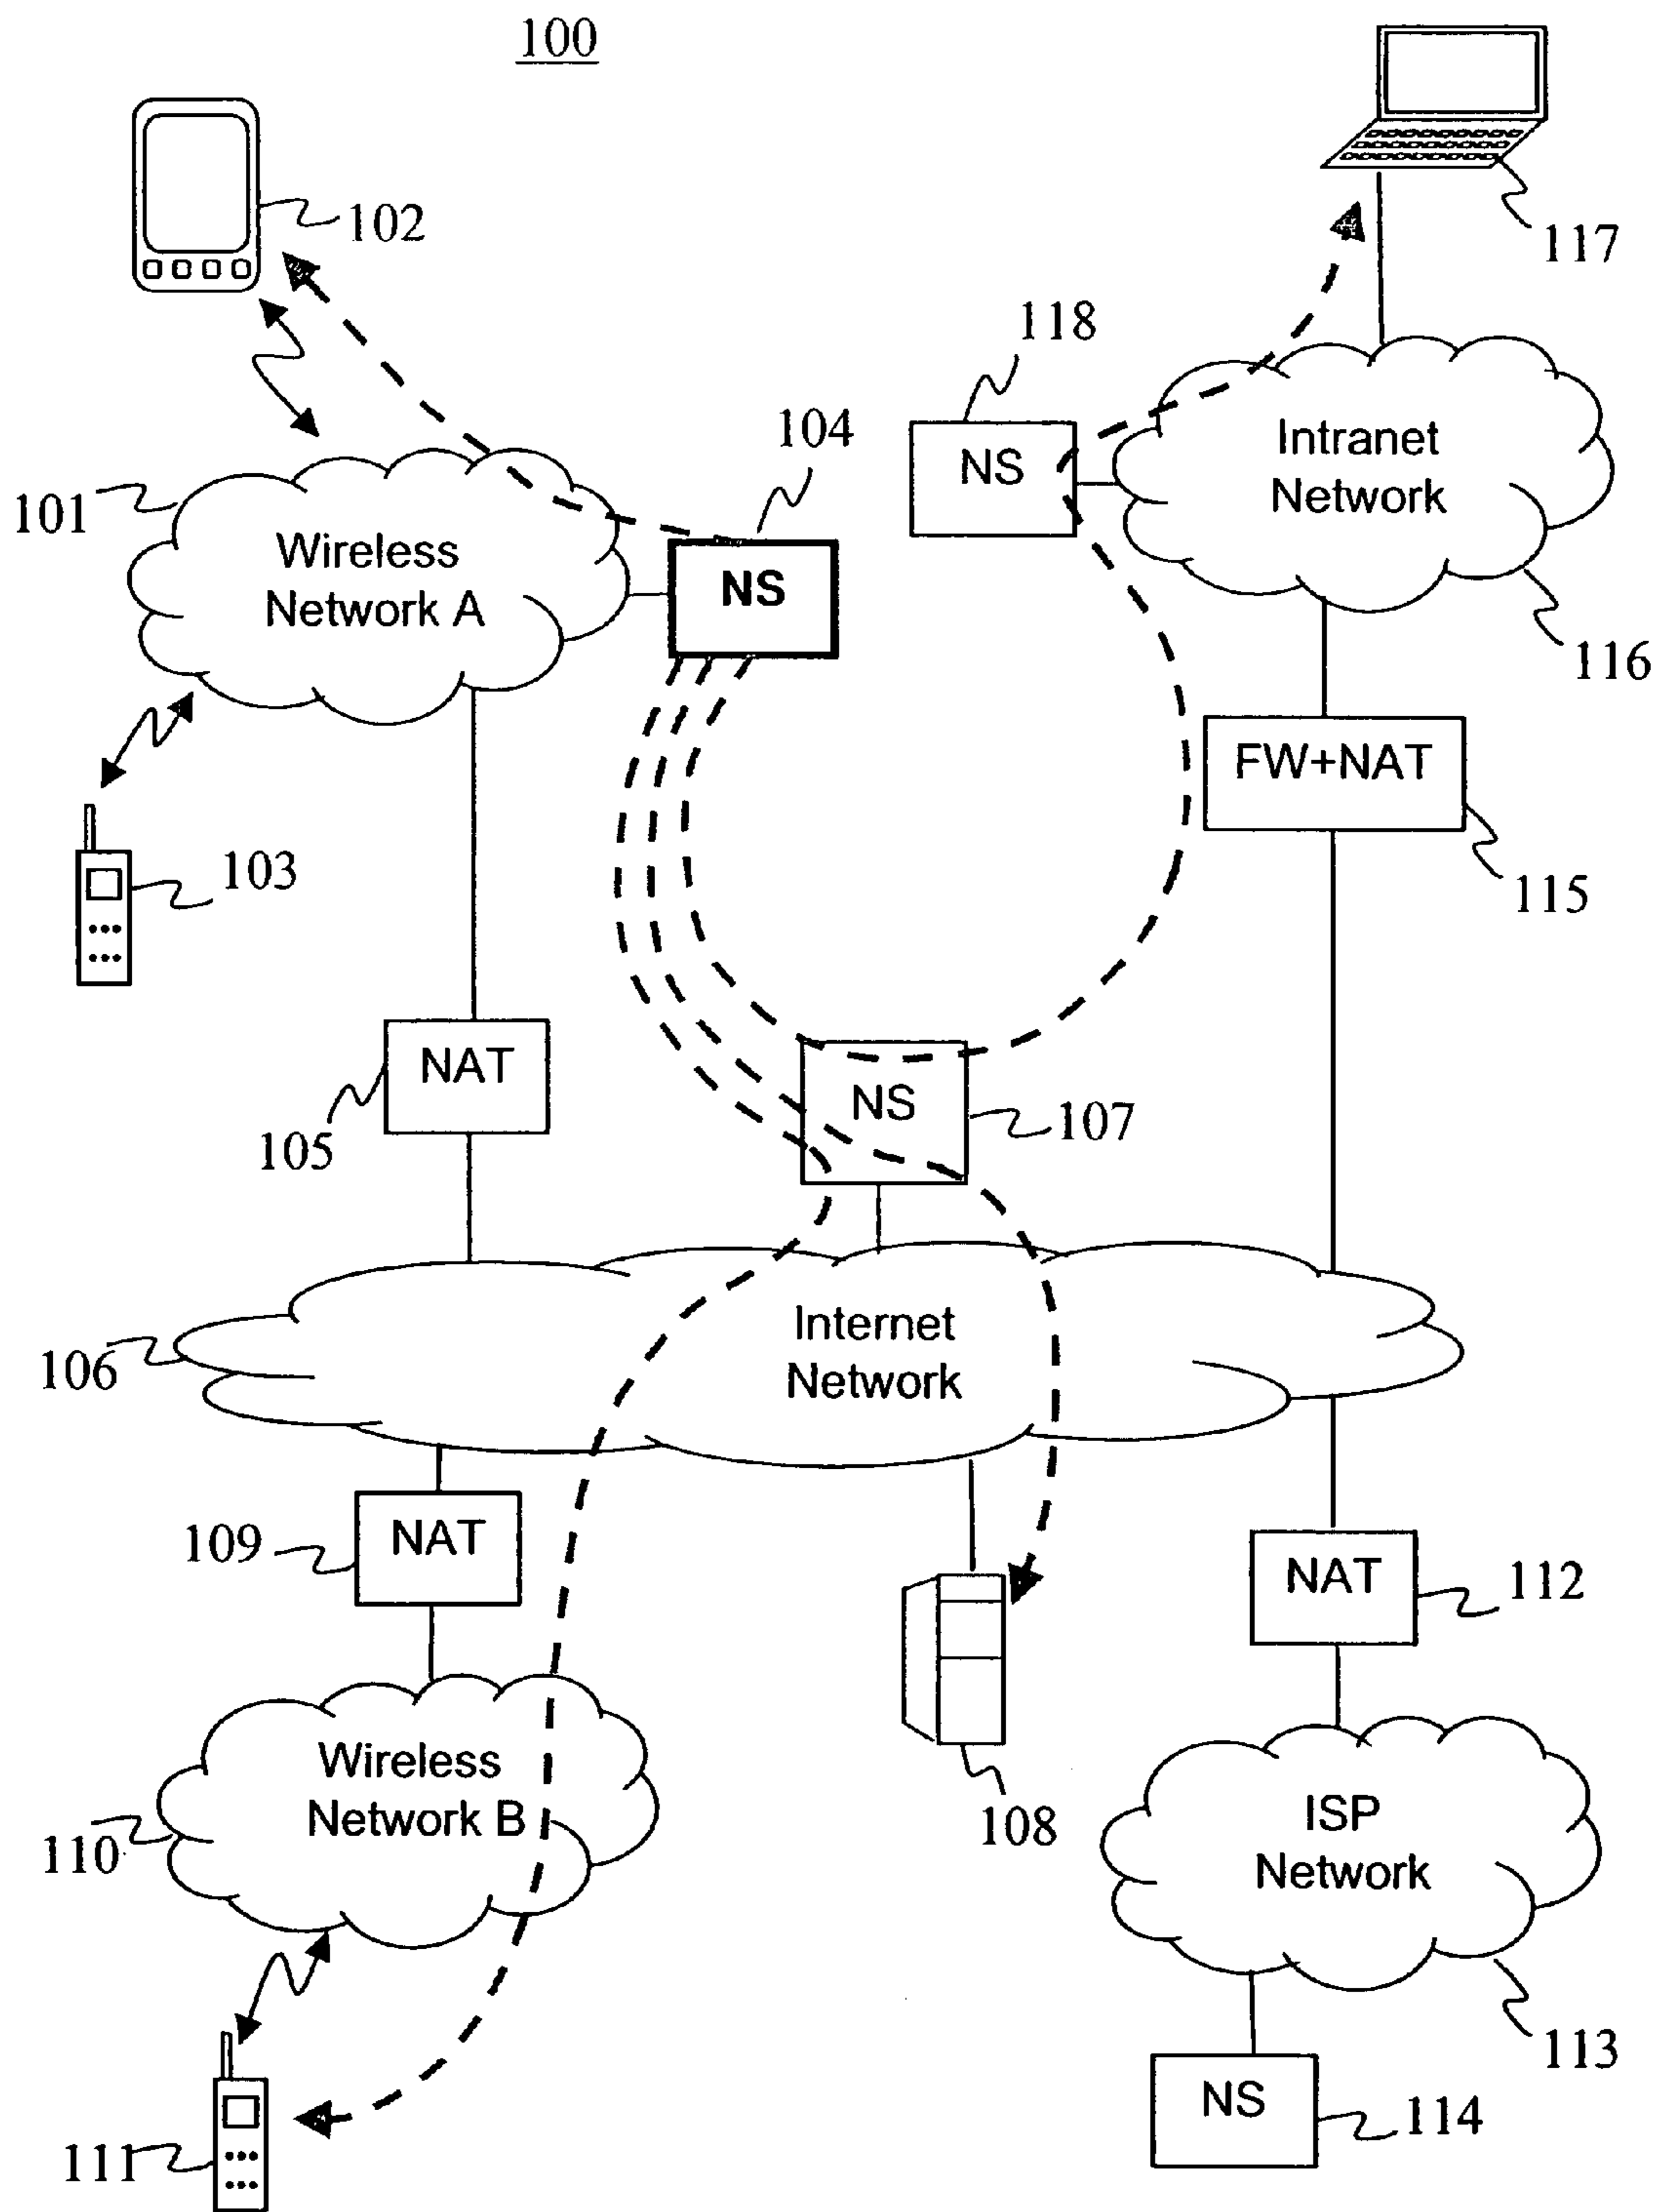 100
102
117
118
104
NS
Intranet
Network
101
Wireless
Network A
NS
116
FW+NAT
103
115
NAT
NS
107
105
Internet
Network
106
NAT
109
NAT
112
Wireless
Network B
110
108
ISP
Network
113
NS
114
111